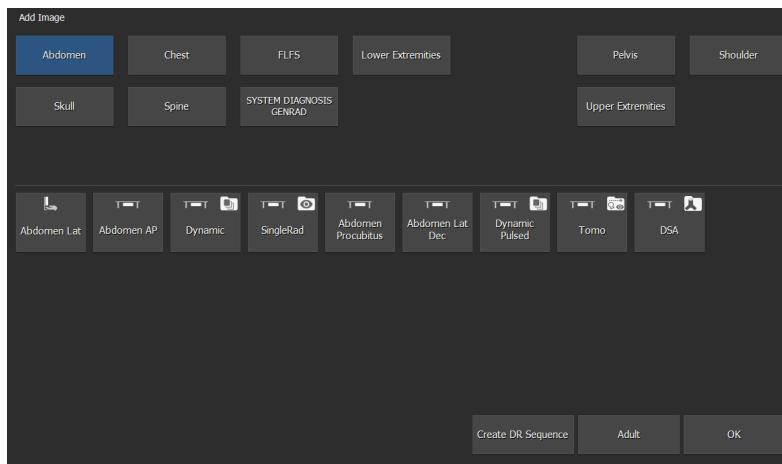 Add Image
Abdomen
Chest
FLFS
Lower Extremities
Pelvis
Shoulder
Skull
Spine
SYSTEM DIAGNOSIS
GENRAD
Upper Extremities
Abdomen Lat
Abdomen AP
Dynamic
SingleRad
Abdomen
Procubitus
Abdomen Lat
Dec
Dynamic
Pulsed
Tomo
DSA
Create DR Sequence
Adult
OK